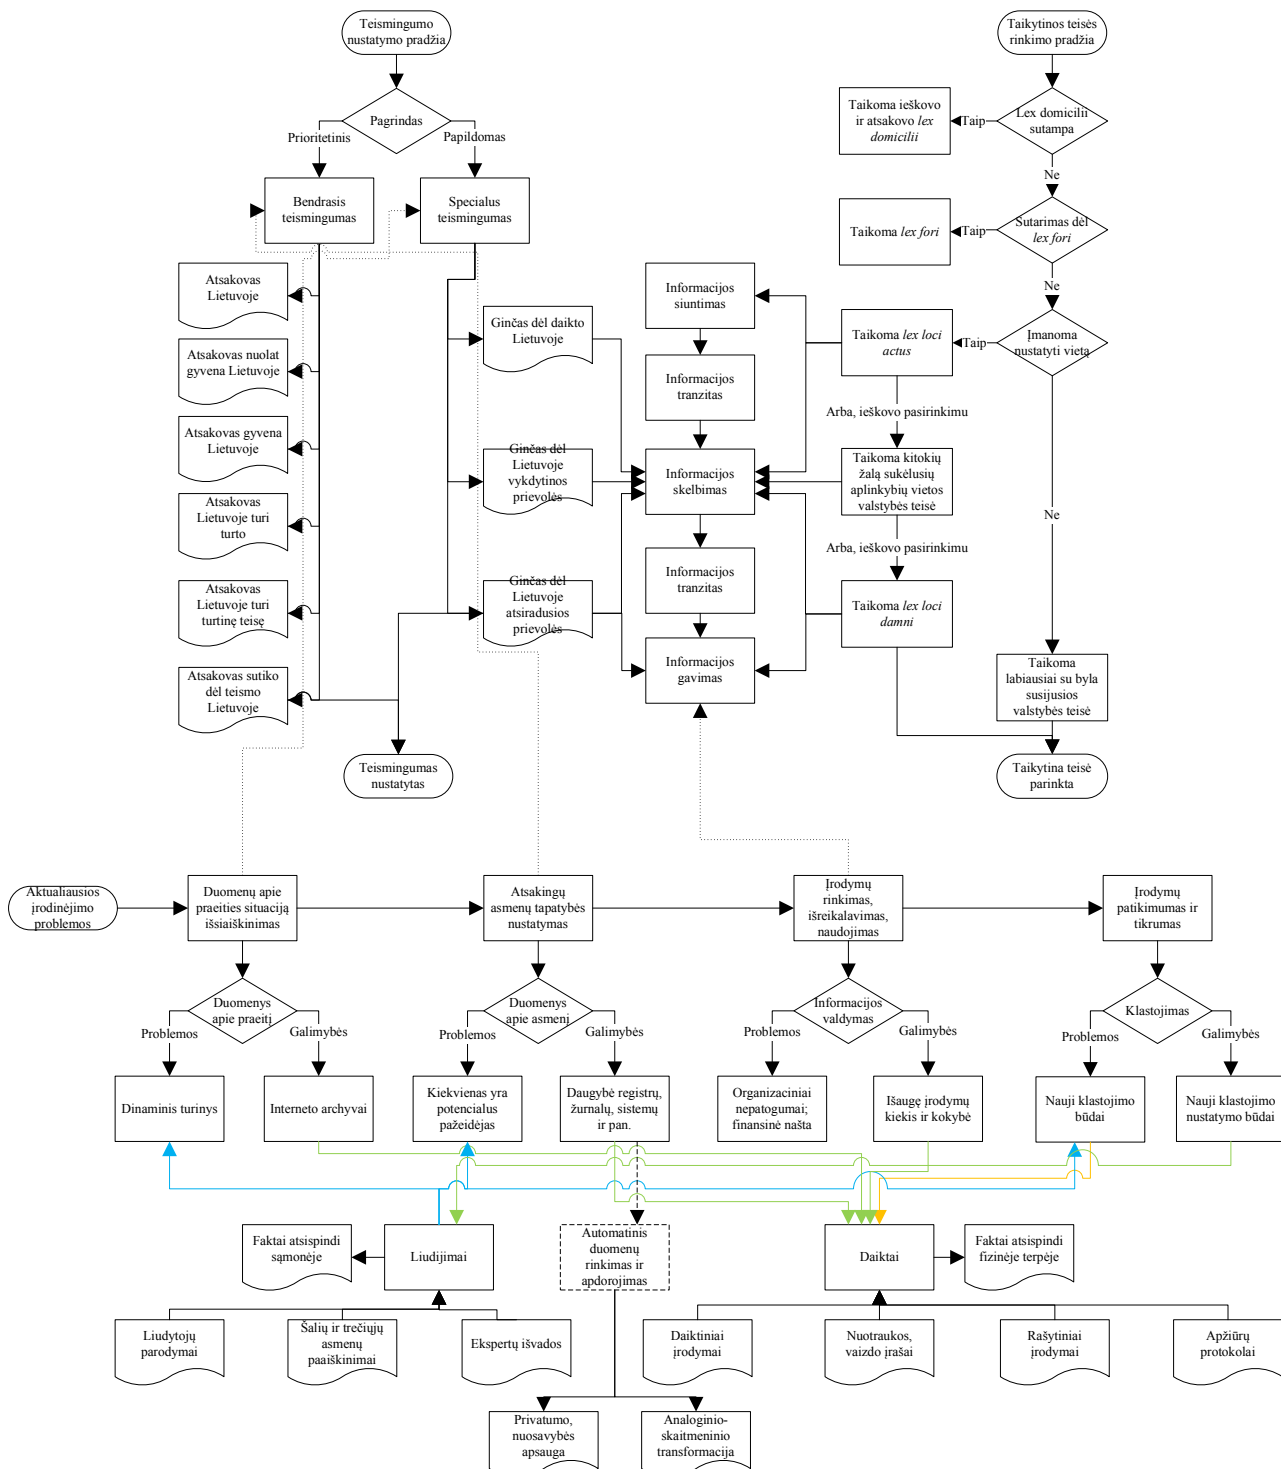 Teismingumo
nustatymo pradžia
Pagrindas
Prioritetinis
Papildomas
Bendrasis
teismingumas
Specialus
teismingumas
Atsakovas
Lietuvoje
Atsakovas nuolat
gyvena Lietuvoje
Atsakovas gyvena
Lietuvoje
Atsakovas
Lietuvoje turi
turto
Atsakovas
Lietuvoje turi
turtinę teisę
Atsakovas sutiko
dėl teismo
Lietuvoje
Ginčas dėl daikto
Lietuvoje
Ginčas dėl
Lietuvoje
vykdytinos
prievolės
Ginčas dėl
Lietuvoje
atsiradusios
prievolės
Teismingumas
nustatytas
Informacijos
siuntimas
Informacijos
tranzitas
Informacijos
skelbimas
Informacijos
tranzitas
Informacijos
gavimas
Taikytinos teisės
rinkimo pradžia
Lex domicilii
sutampa
Taip
Taikoma ieškovo
ir atsakovo lex
domicilii
Ne
Sutarimas dėl
lex fori
Taip
Taikoma lex fori
Ne
Įmanoma
nustatyti vietą
Taip
Taikoma lex loci
actus
Arba, ieškovo pasirinkimu
Taikoma kitokių
žalą sukėlusių
aplinkybių vietos
valstybės teisė
Arba, ieškovo pasirinkimu
Taikoma lex loci
damni
Ne
Taikoma
labiausiai su byla
susijusios
valstybės teisė
Taikytina teisė
parinkta
Aktualiausios
įrodinėjimo
problemos
Duomenų apie
praeities situaciją
išsiaiškinimas
Atsakingų
asmenų tapatybės
nustatymas
Įrodymų
rinkimas,
išreikalavimas,
naudojimas
Įrodymų
patikimumas ir
tikrumas
Duomenys
apie praeitį
Problemos
Galimybės
Duomenys
apie asmenį
Problemos
Galimybės
Informacijos
valdymas
Problemos
Galimybės
Klastojimas
Problemos
Galimybės
Dinaminis turinys
Interneto archyvai
Kiekvienas yra
potencialus
pažeidėjas
Daugybė registrų,
žurnalų, sistemų
ir pan.
Organizaciniai
nepatogumai;
finansinė našta
Išaugę įrodymų
kiekis ir kokybė
Nauji klastojimo
būdai
Nauji klastojimo
nustatymo būdai
Faktai atsispindi
sąmonėje
Liudijimai
Automatinis
duomenų
rinkimas ir
apdorojimas
Daiktai
Faktai atsispindi
fizinėje terpėje
Liudytojų
parodymai
Šalių ir trečiųjų
asmenų
paaiškinimai
Ekspertų išvados
Daiktiniai
įrodymai
Nuotraukos,
vaizdo įrašai
Rašytiniai
įrodymai
Apžiūrų
protokolai
Privatumo,
nuosavybės
apsauga
Analoginio-
skaitmeninio
transformacija